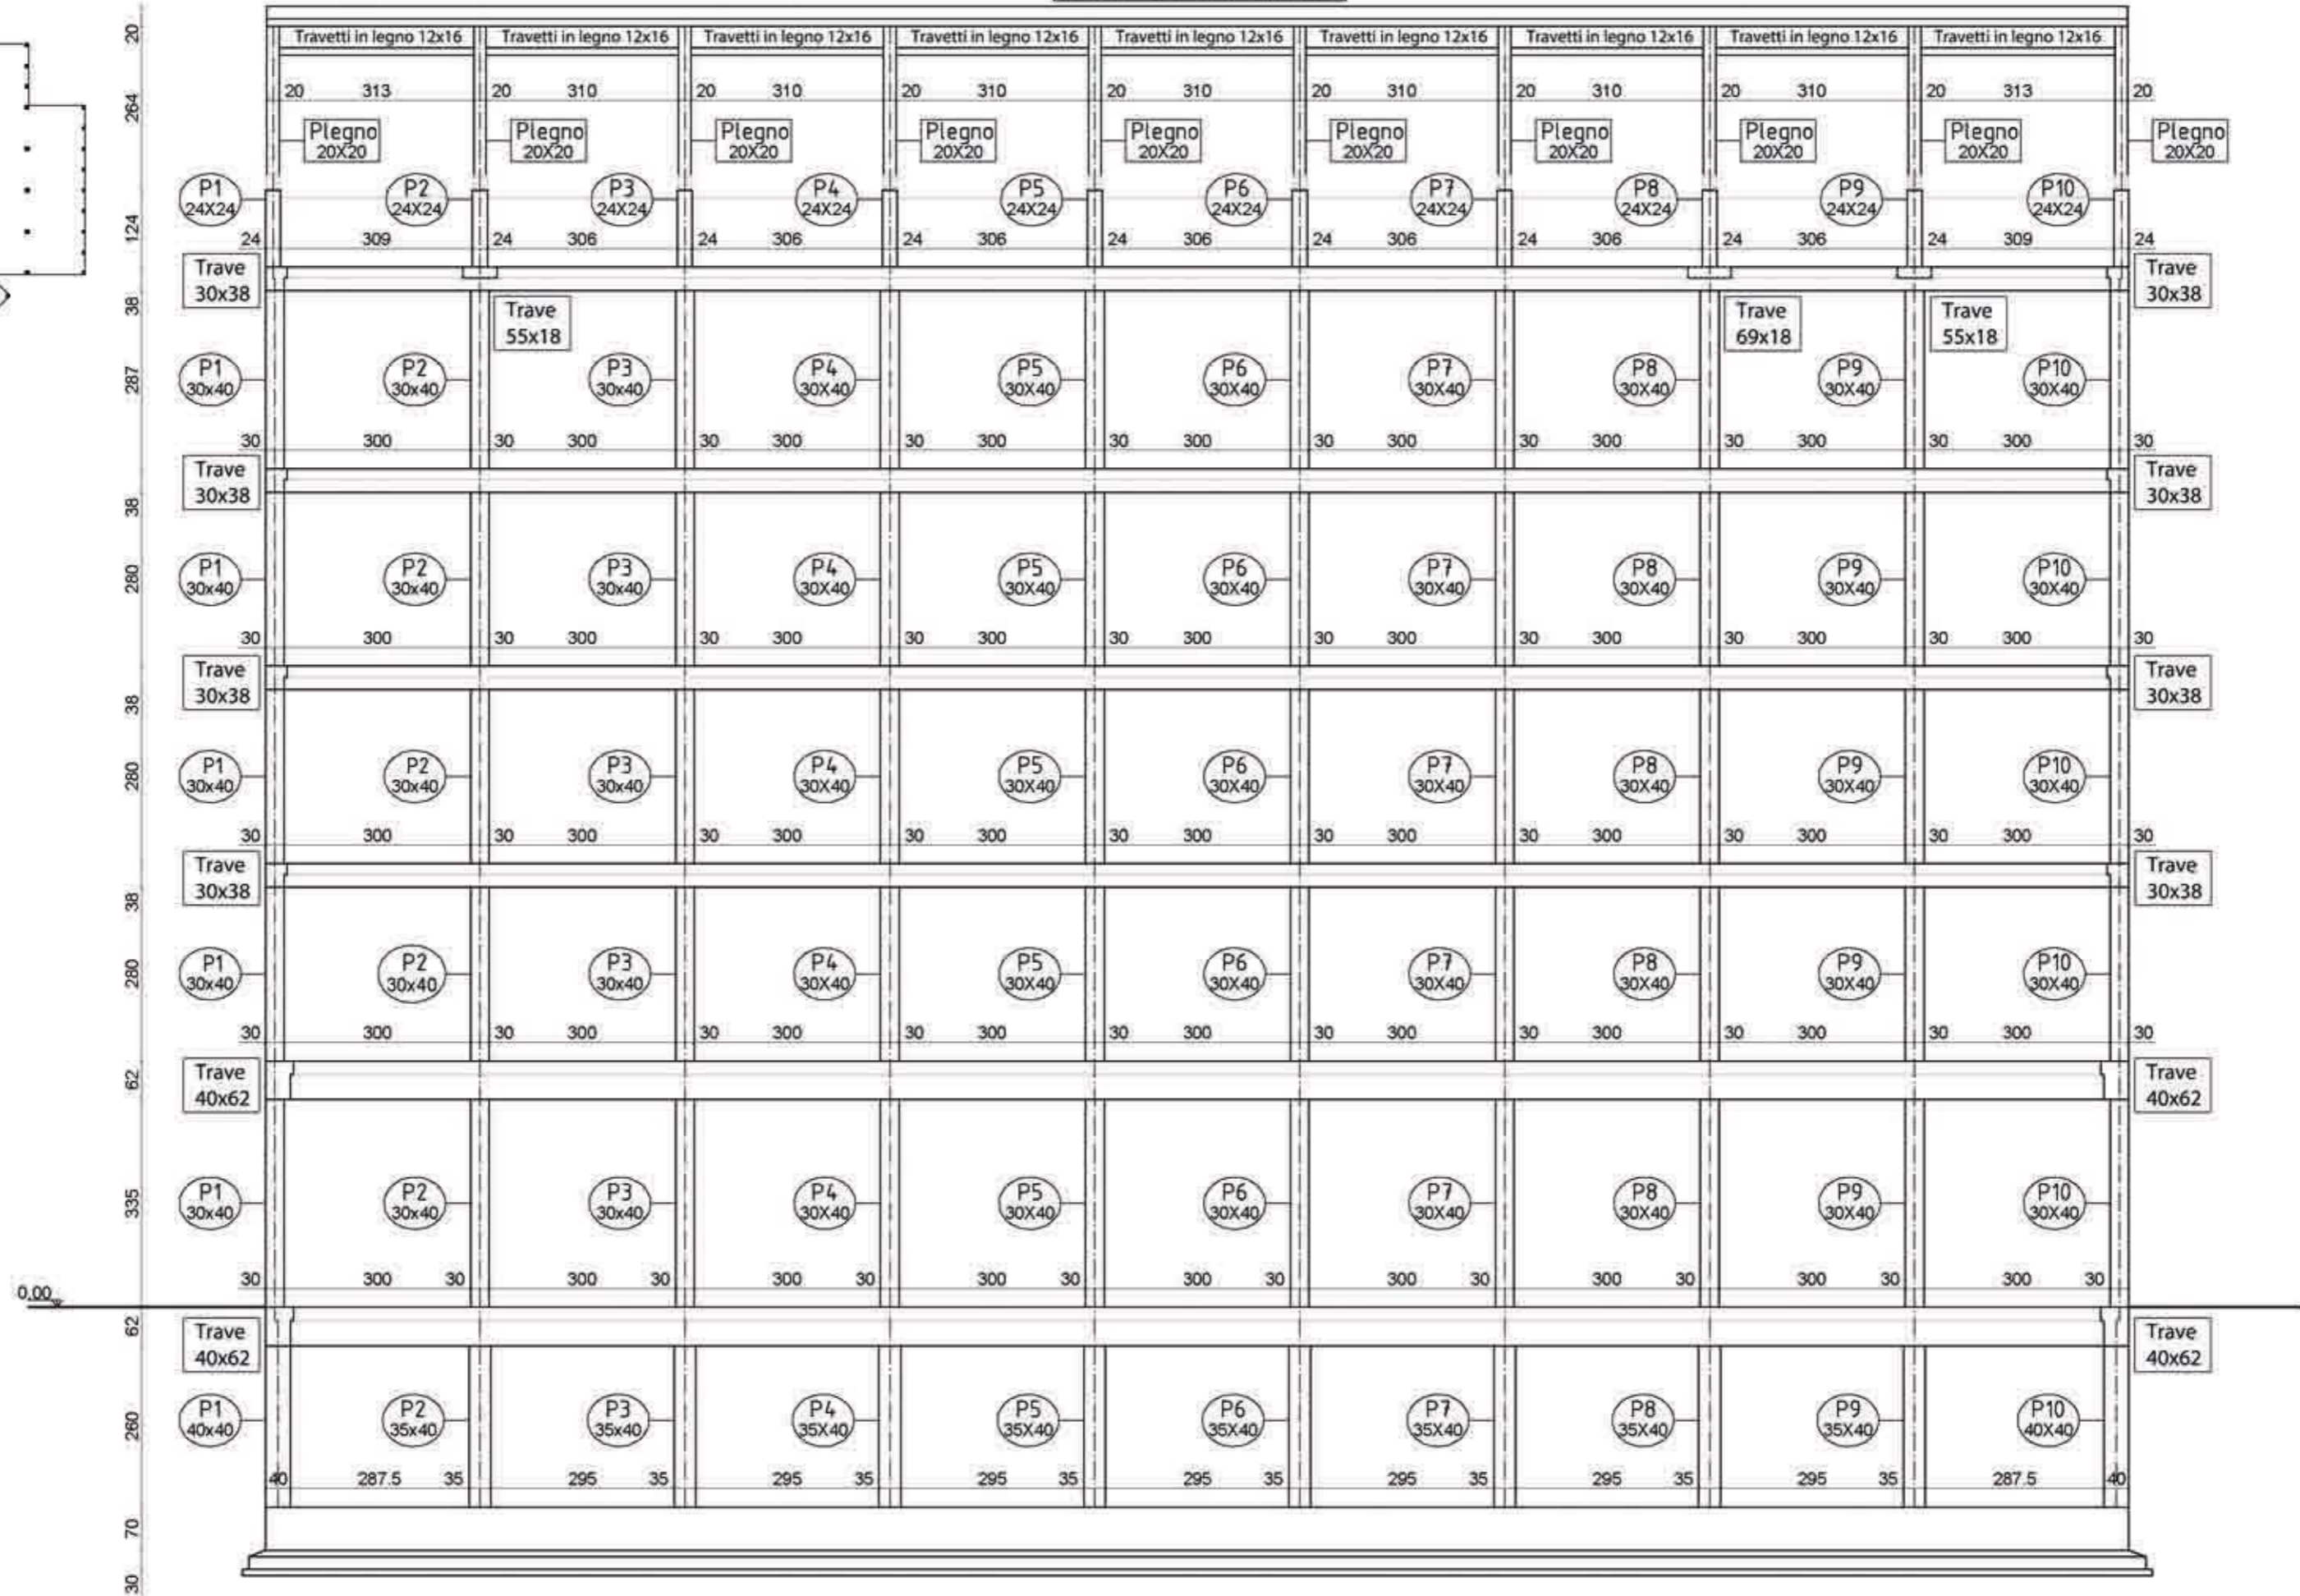 20
Travetti in legno 12x16 Travetti in legno 12x16 Travetti in legno 12x16 Travetti in legno 12x16 Travetti in legno 12x16 Travetti in legno 12x16 Travetti in legno 12x16 Travetti in legno 12x16 Travetti in legno 12x16
264
20 313 20 310 20 310 20 310 20 310 20 310 20 310 20 310 20 313 20
Plegno Plegno Plegno Plegno Plegno Plegno Plegno Plegno Plegno Plegno
20X20 20X20 20X20 20X20 20X20 20X20 20X20 20X20 20X20 20X20
P1 P2 P3 P4 P5 P6 P7 P8 P9 P10
24X24 24X24 24X24 24X24 24X24 24X24 24X24 24X24 24X24 24X24
124
24 309 24 306 24 306 24 306 24 306 24 306 24 306 24 306 24 309 24
Trave Trave
30x38 30x38
38
Trave Trave Trave
55x18 69x18 55x18
287
P1 P2 P3 P4 P5 P6 P7 P8 P9 P10
30x40 30x40 30x40 30X40 30X40 30X40 30X40 30X40 30X40 30X40
30 300 30 300 30 300 30 300 30 300 30 300 30 300 30 300 30 300 30
Trave Trave
30x38 30x38
38
280
P1 P2 P3 P4 P5 P6 P7 P8 P9 P10
30x40 30x40 30x40 30X40 30X40 30X40 30X40 30X40 30X40 30X40
30 300 30 300 30 300 30 300 30 300 30 300 30 300 30 300 30 300 30
Trave Trave
30x38 30x38
38
280
P1 P2 P3 P4 P5 P6 P7 P8 P9 P10
30x40 30x40 30x40 30X40 30X40 30X40 30X40 30X40 30X40 30X40
30 300 30 300 30 300 30 300 30 300 30 300 30 300 30 300 30 300 30
Trave Trave
30x38 30x38
38
280
P1 P2 P3 P4 P5 P6 P7 P8 P9 P10
30x40 30x40 30x40 30X40 30X40 30X40 30X40 30X40 30X40 30X40
30 300 30 300 30 300 30 300 30 300 30 300 30 300 30 300 30 300 30
62
Trave Trave
40x62 40x62
335
P1 P2 P3 P4 P5 P6 P7 P8 P9 P10
30x40 30x40 30x40 30X40 30X40 30X40 30X40 30X40 30X40 30X40
30 300 30 300 30 300 30 300 30 300 30 300 30 300 30 300 30 300 30
0.00
62
Trave Trave
40x62 40x62
260
P1 P2 P3 P4 P5 P6 P7 P8 P9 P10
40x40 35x40 35x40 35X40 35X40 35X40 35X40 35X40 35X40 40X40
40 287.5 35 295 35 295 35 295 35 295 35 295 35 295 35 295 35 287.5 40
70
30